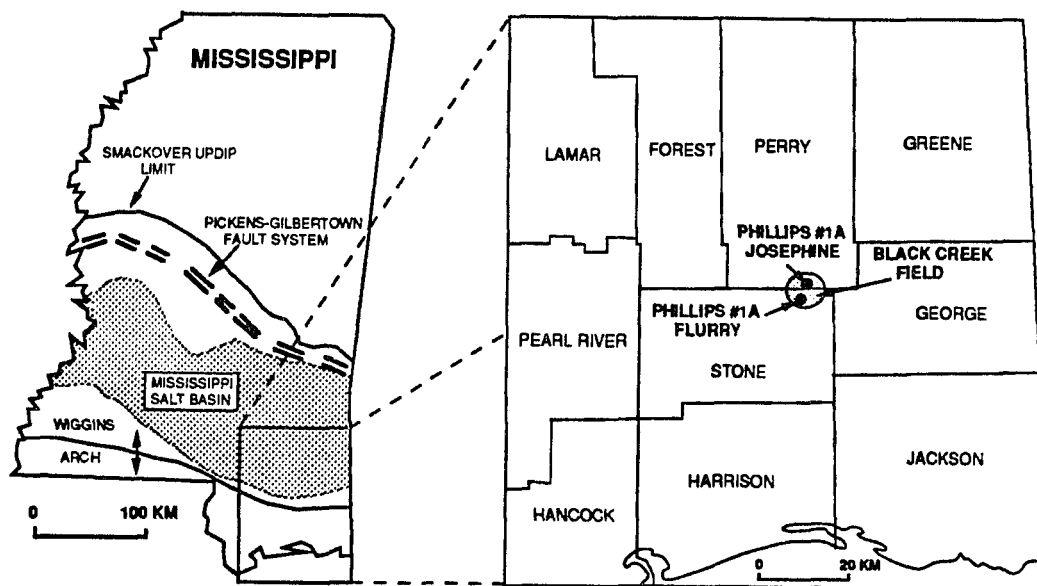 MISSISSIPPI
SMACKOVER UPDIP
LIMIT
PICKENS-GILBERTOWN
FAULT SYSTEM
MISSISSIPPI
SALT BASIN
WIGGINS
ARCH
0 100 KM
LAMAR
FOREST
PERRY
GREENE
PHILLIPS #1A
JOSEPHINE
BLACK CREEK
FIELD
PHILLIPS #1A
FLURRY
GEORGE
PEARL RIVER
STONE
HARRISON
JACKSON
HANCOCK
0 20 KM